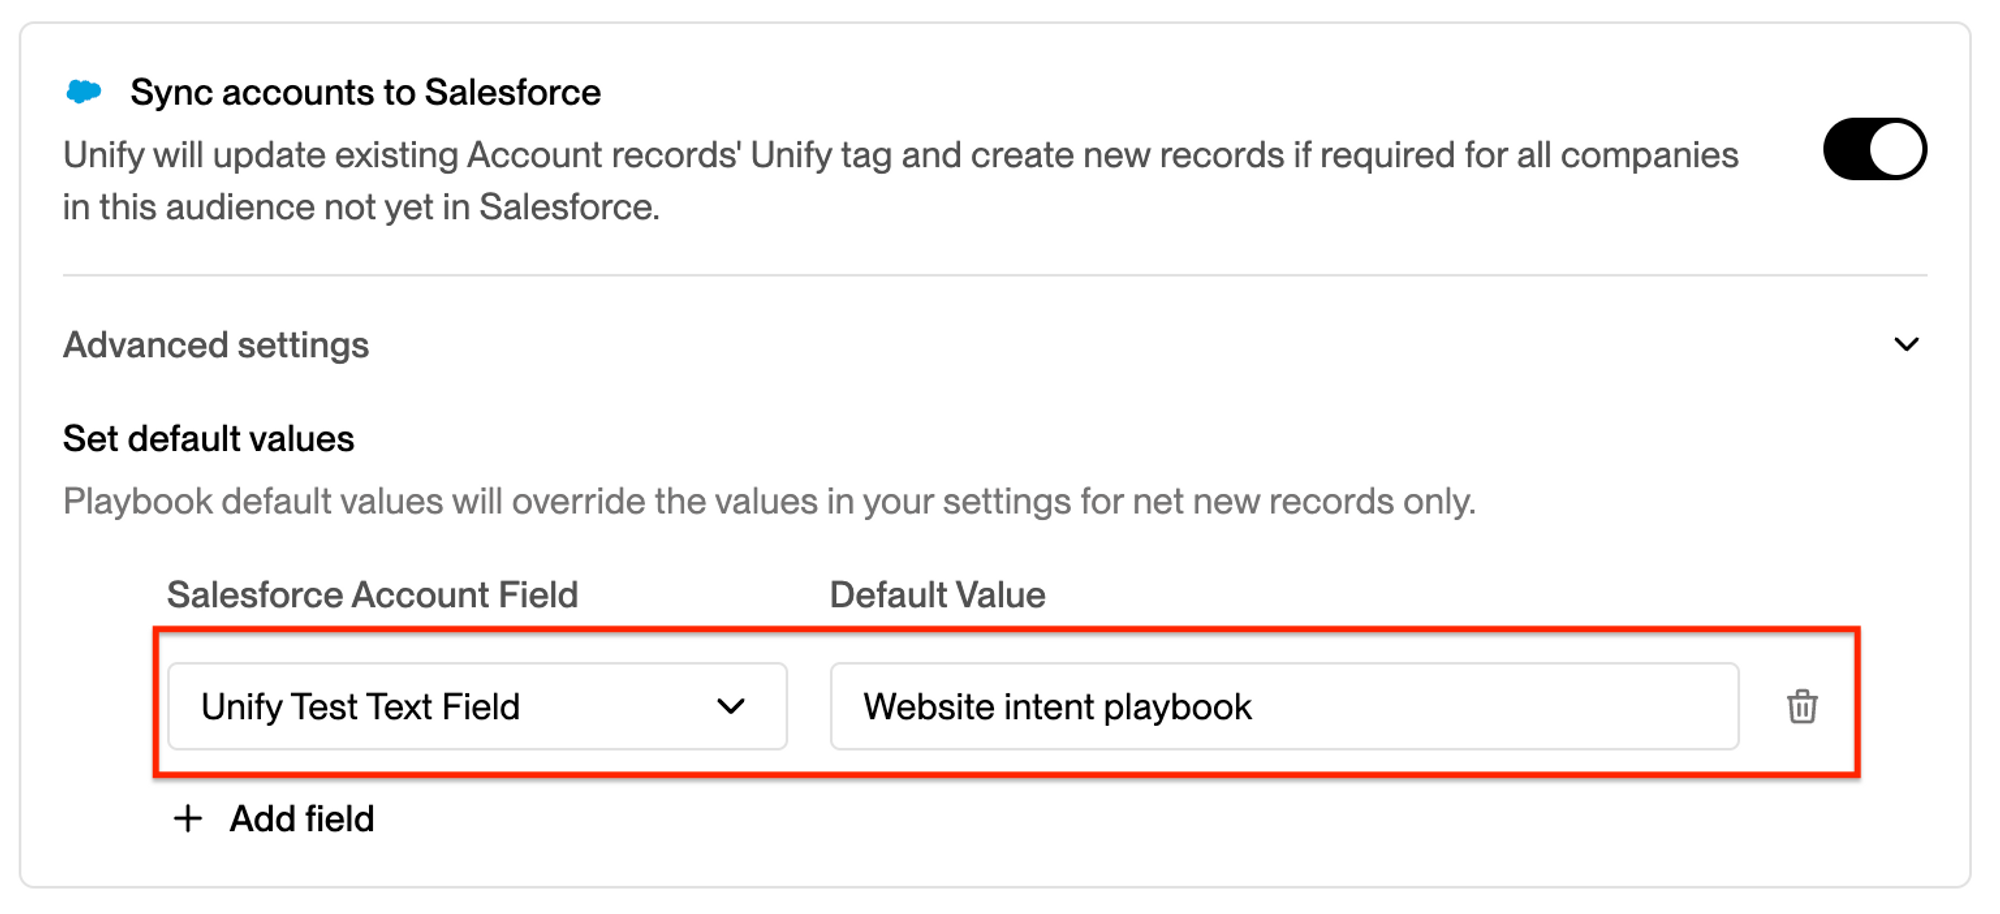 Sync accounts to Salesforce
Unify will update existing Account records' Unify tag and create new records if required for all companies
in this audience not yet in Salesforce.
Advanced settings
Set default values
Playbook default values will override the values in your settings for net new records only.
Salesforce Account Field
Default Value
Unify Test Text Field
Website intent playbook
Add field